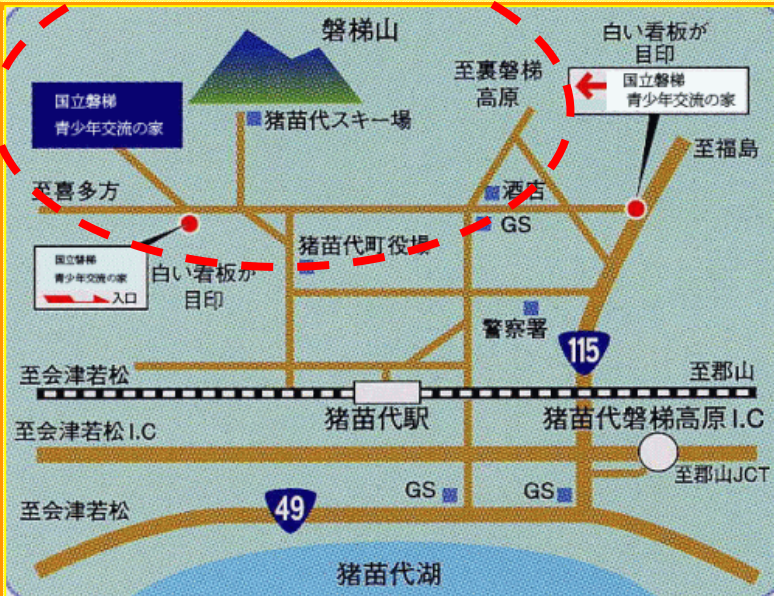 磐梯山
白い看板が
目印
国立磐梯
青少年交流の家
至裏磐梯
高原
国立磐梯
青少年交流の家
猪苗代スキー場
至福島
至喜多方
酒店
GS
猪苗代町役場
国立磐梯
青少年交流の家
入口
白い看板が
目印
警察署
115
至会津若松
至郡山
猪苗代駅
猪苗代磐梯高原I.C
至会津若松I.C
至郡山JCT
GS
GS
49
至会津若松
猪苗代湖